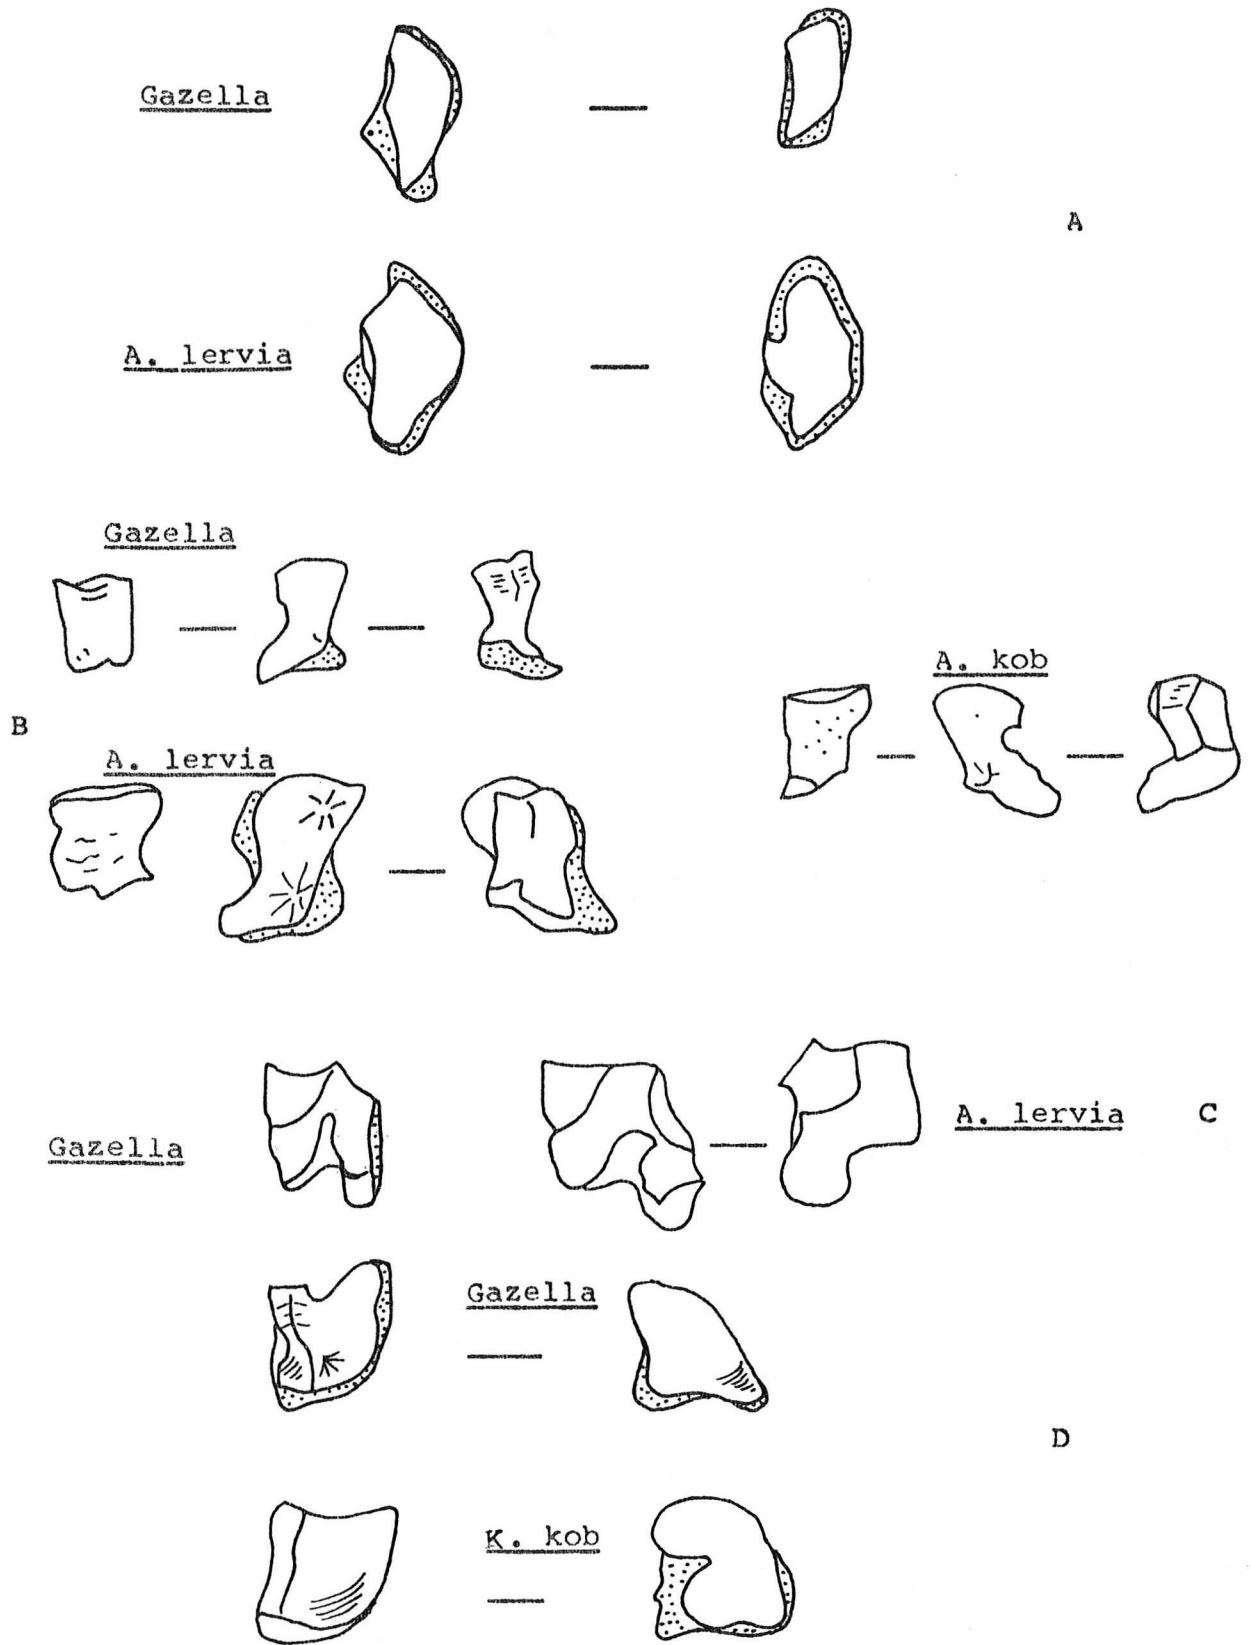 Gazella
A
A. lervia
Gazella
A. kob
B
A. lervia
A. lervia C
Gazella
Gazella
D
K. kob